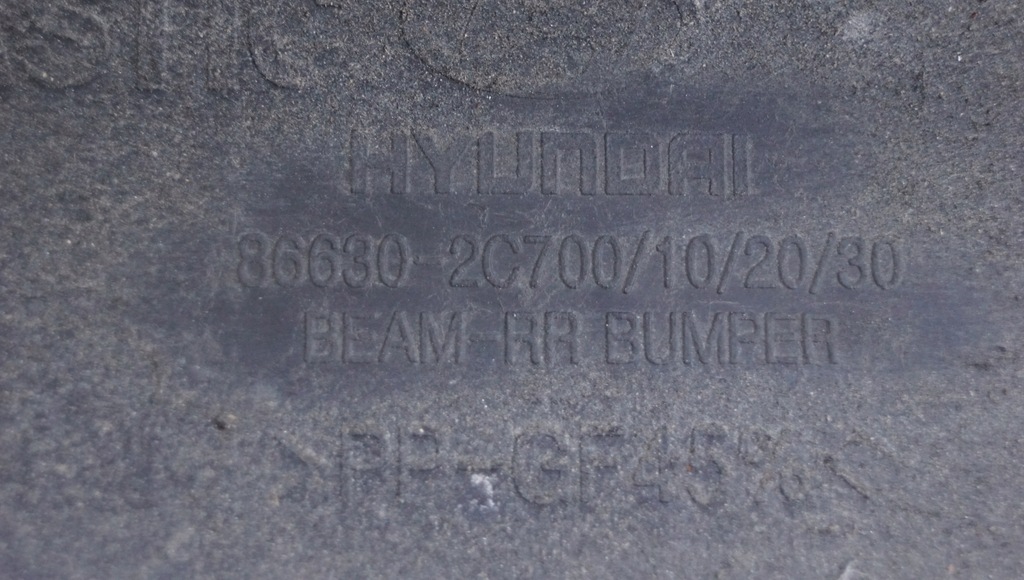 HYUNDAI
86630-2C700/10/20/30
BEAM-RR BUMPER
>PP-GF45%<